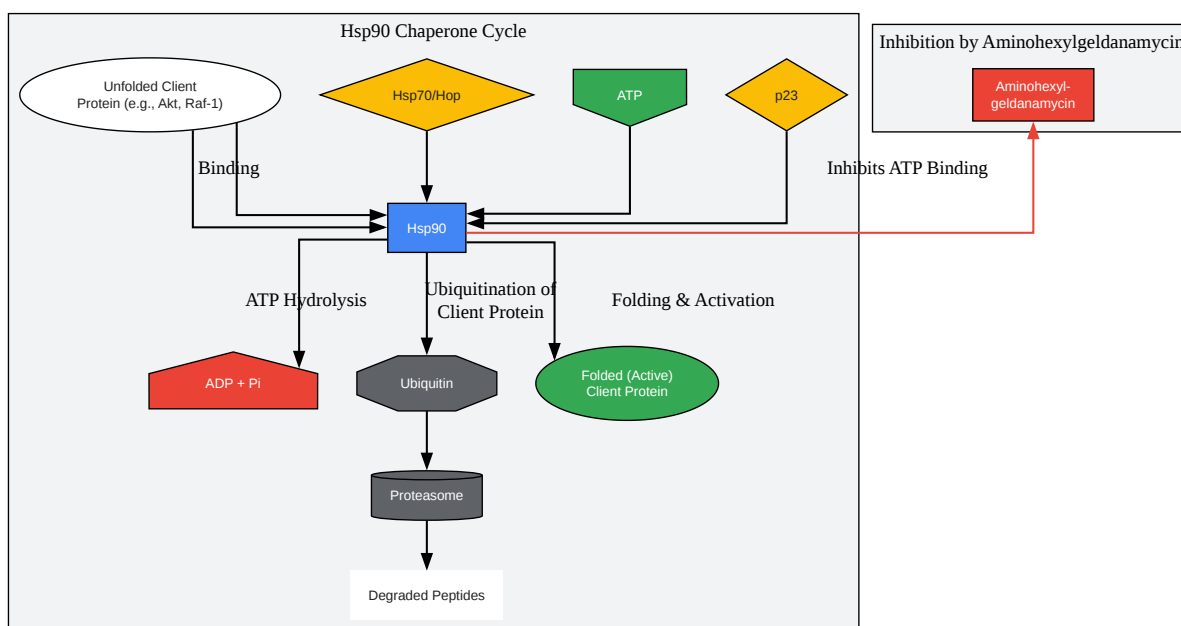 Hsp90 Chaperone Cycle
Inhibition by Aminohexylgeldanamycin
Unfolded Client
Protein (e.g., Akt, Raf-1)
Hsp70/Hop
ATP
p23
Aminohexyl-
geldanamycin
Binding
Inhibits ATP Binding
Hsp90
ATP Hydrolysis
Ubiquitination of
Client Protein
Folding & Activation
ADP + Pi
Ubiquitin
Folded (Active)
Client Protein
Proteasome
Degraded Peptides